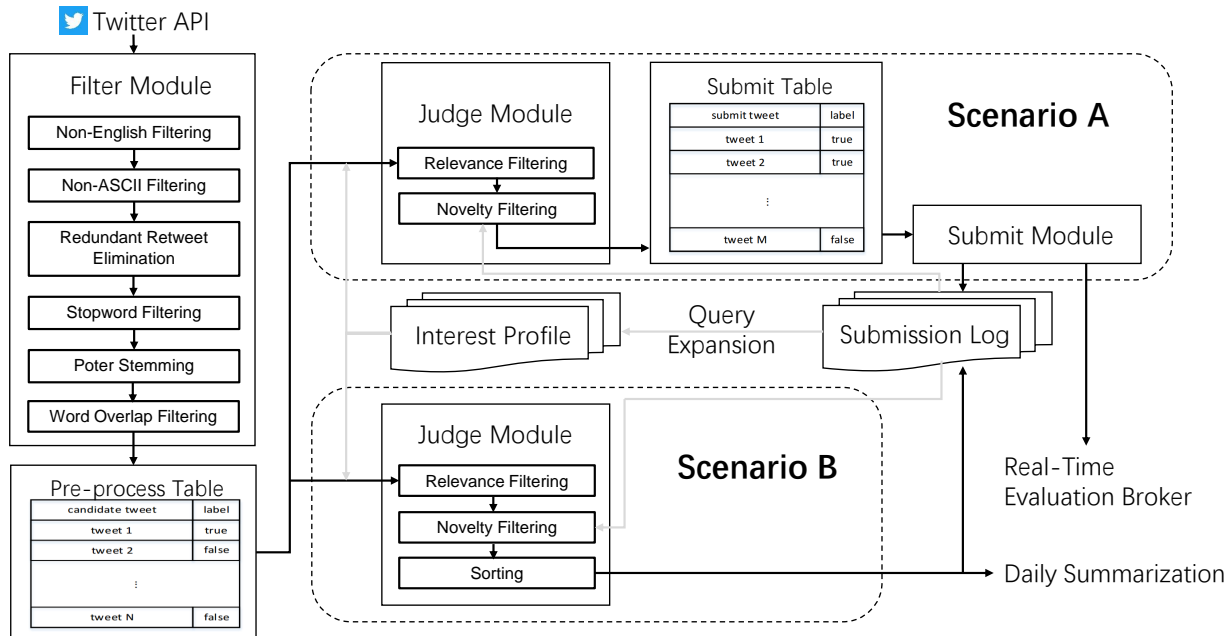 Twitter API
Filter Module
Non-English Filtering
Non-ASCII Filtering
Redundant Retweet
Elimination
Stopword Filtering
Poter Stemming
Word Overlap Filtering
Pre-process Table
candidate tweet label
tweet 1 true
tweet 2 false
⋮
tweet N false
Judge Module
Relevance Filtering
Novelty Filtering
Submit Table
submit tweet label
tweet 1 true
tweet 2 true
⋮
tweet M false
Scenario A
Submit Module
Interest Profile
Query
Expansion
Submission Log
Judge Module
Relevance Filtering
Novelty Filtering
Sorting
Scenario B
Real-Time
Evaluation Broker
Daily Summarization